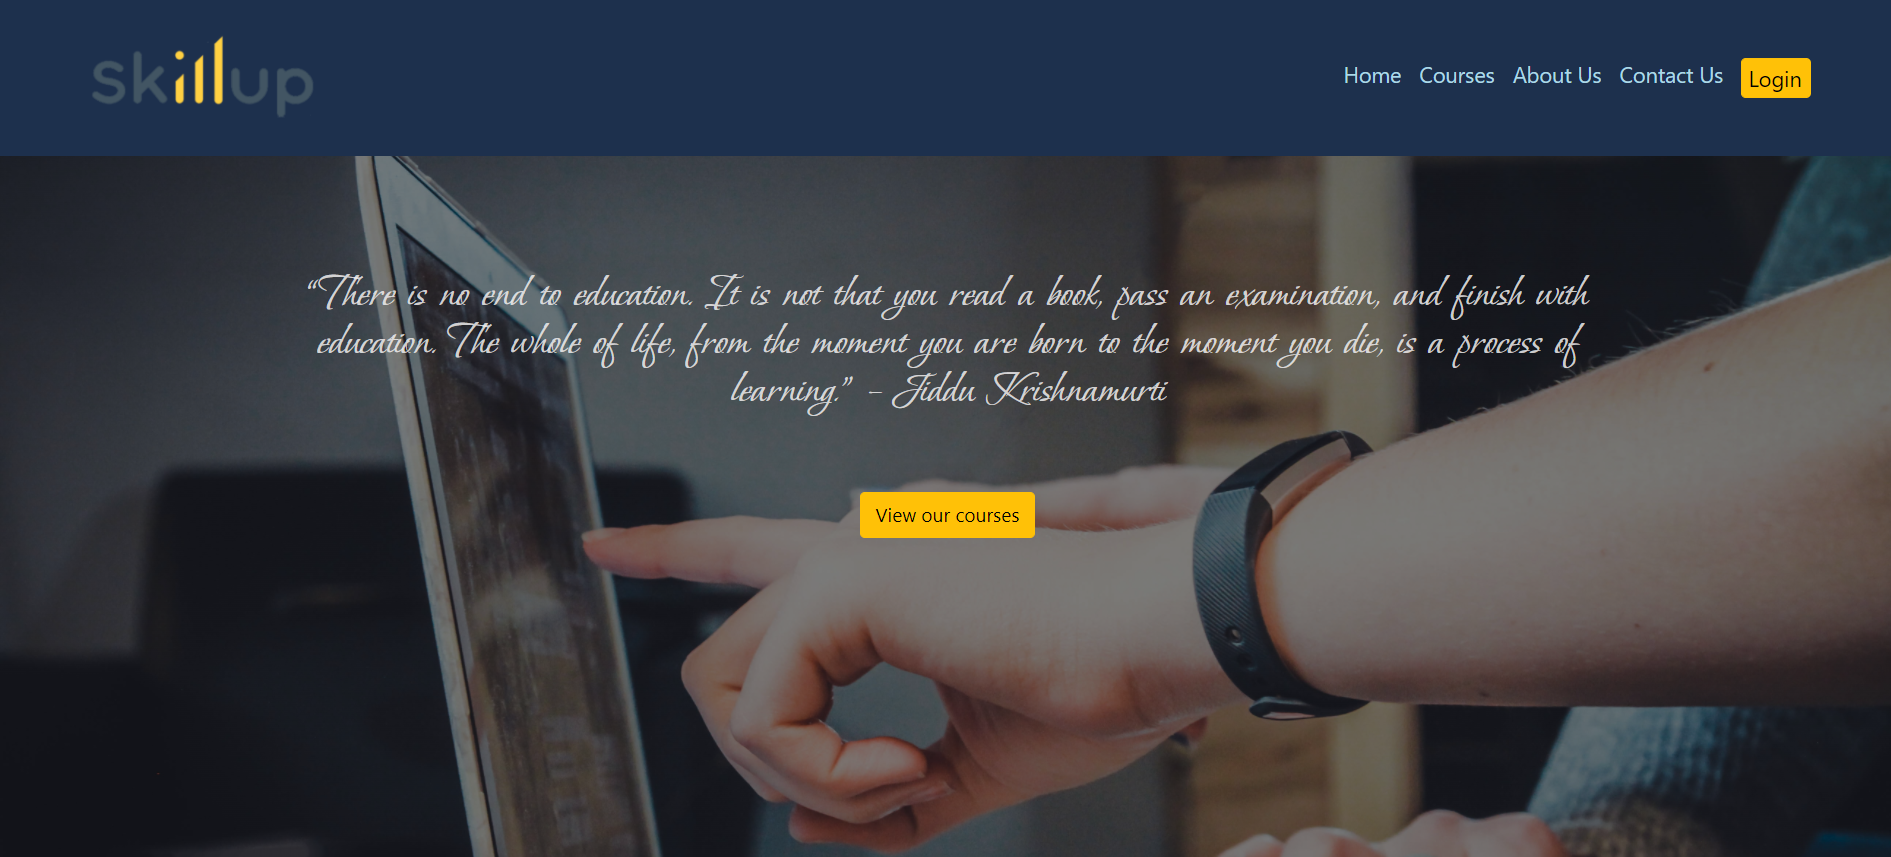 skillup
Home Courses About Us Contact Us Login
“There is no end to education. It is not that you read a book, pass an examination, and finish with
education. The whole of life, from the moment you are born to the moment you die, is a process of
learning.” – Jiddu Krishnamurti
View our courses